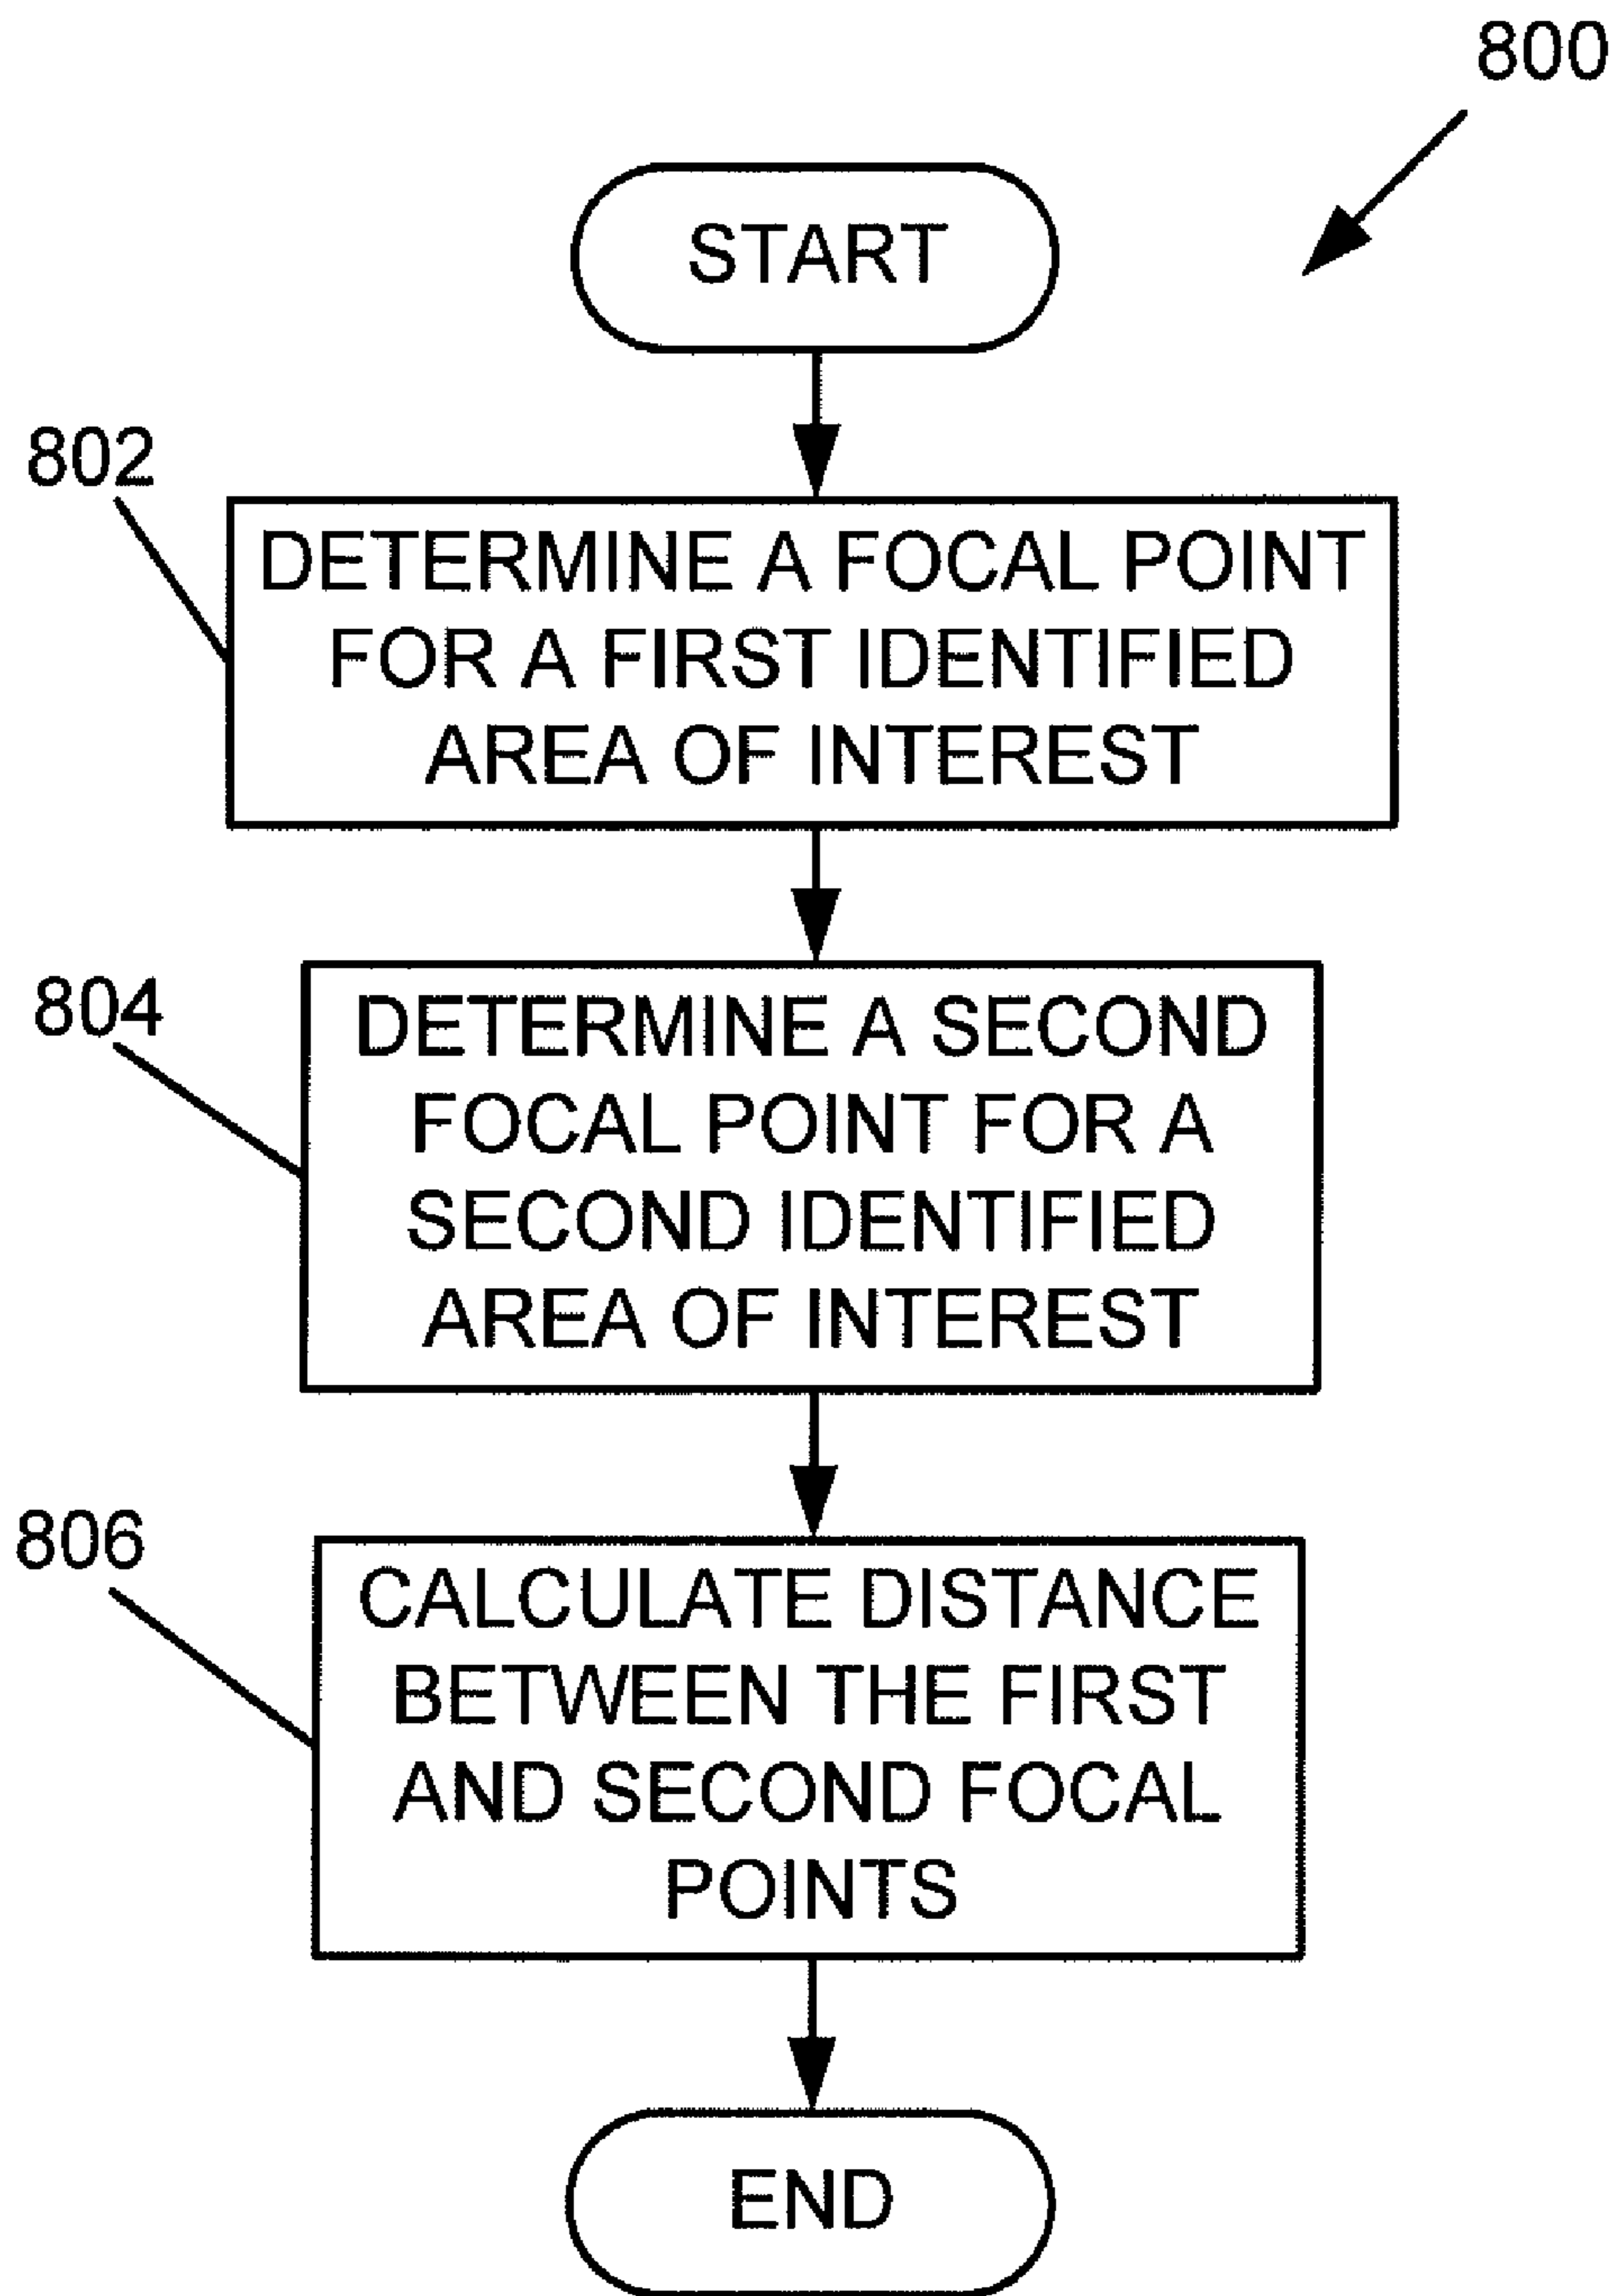 800
START
802
DETERMINE A FOCAL POINT
FOR A FIRST IDENTIFIED
AREA OF INTEREST
804
DETERMINE A SECOND
FOCAL POINT FOR A
SECOND IDENTIFIED
AREA OF INTEREST
806
CALCULATE DISTANCE
BETWEEN THE FIRST
AND SECOND FOCAL
POINTS
END